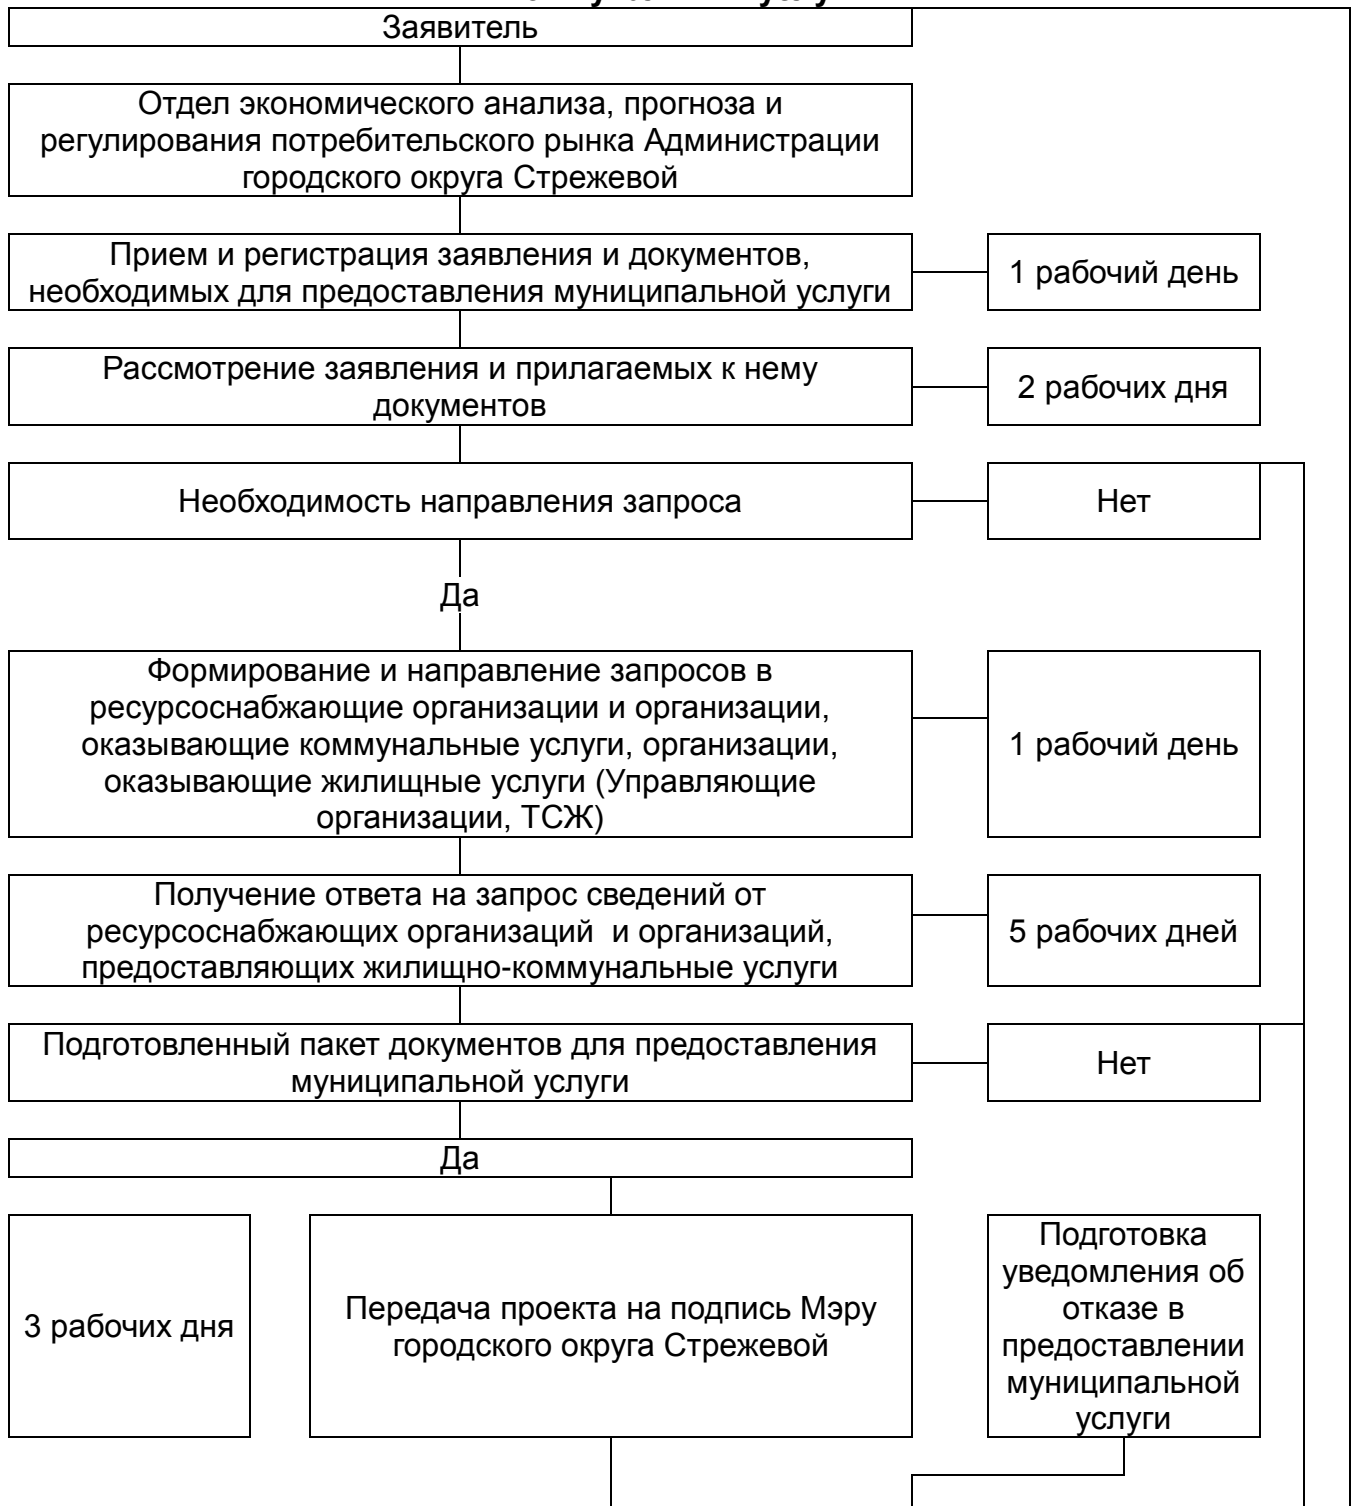 Заявитель
Отдел экономического анализа, прогноза и
регулирования потребительского рынка Администрации
городского округа Стрежевой
Прием и регистрация заявления и документов,
необходимых для предоставления муниципальной услуги
1 рабочий день
Рассмотрение заявления и прилагаемых к нему
документов
2 рабочих дня
Необходимость направления запроса
Нет
Да
Формирование и направление запросов в
ресурсоснабжающие организации и организации,
оказывающие коммунальные услуги, организации,
оказывающие жилищные услуги (Управляющие
организации, ТСЖ)
1 рабочий день
Получение ответа на запрос сведений от
ресурсоснабжающих организаций  и организаций,
предоставляющих жилищно-коммунальные услуги
5 рабочих дней
Подготовленный пакет документов для предоставления
муниципальной услуги
Нет
Да
3 рабочих дня
Передача проекта на подпись Мэру
городского округа Стрежевой
Подготовка
уведомления об
отказе в
предоставлении
муниципальной
услуги